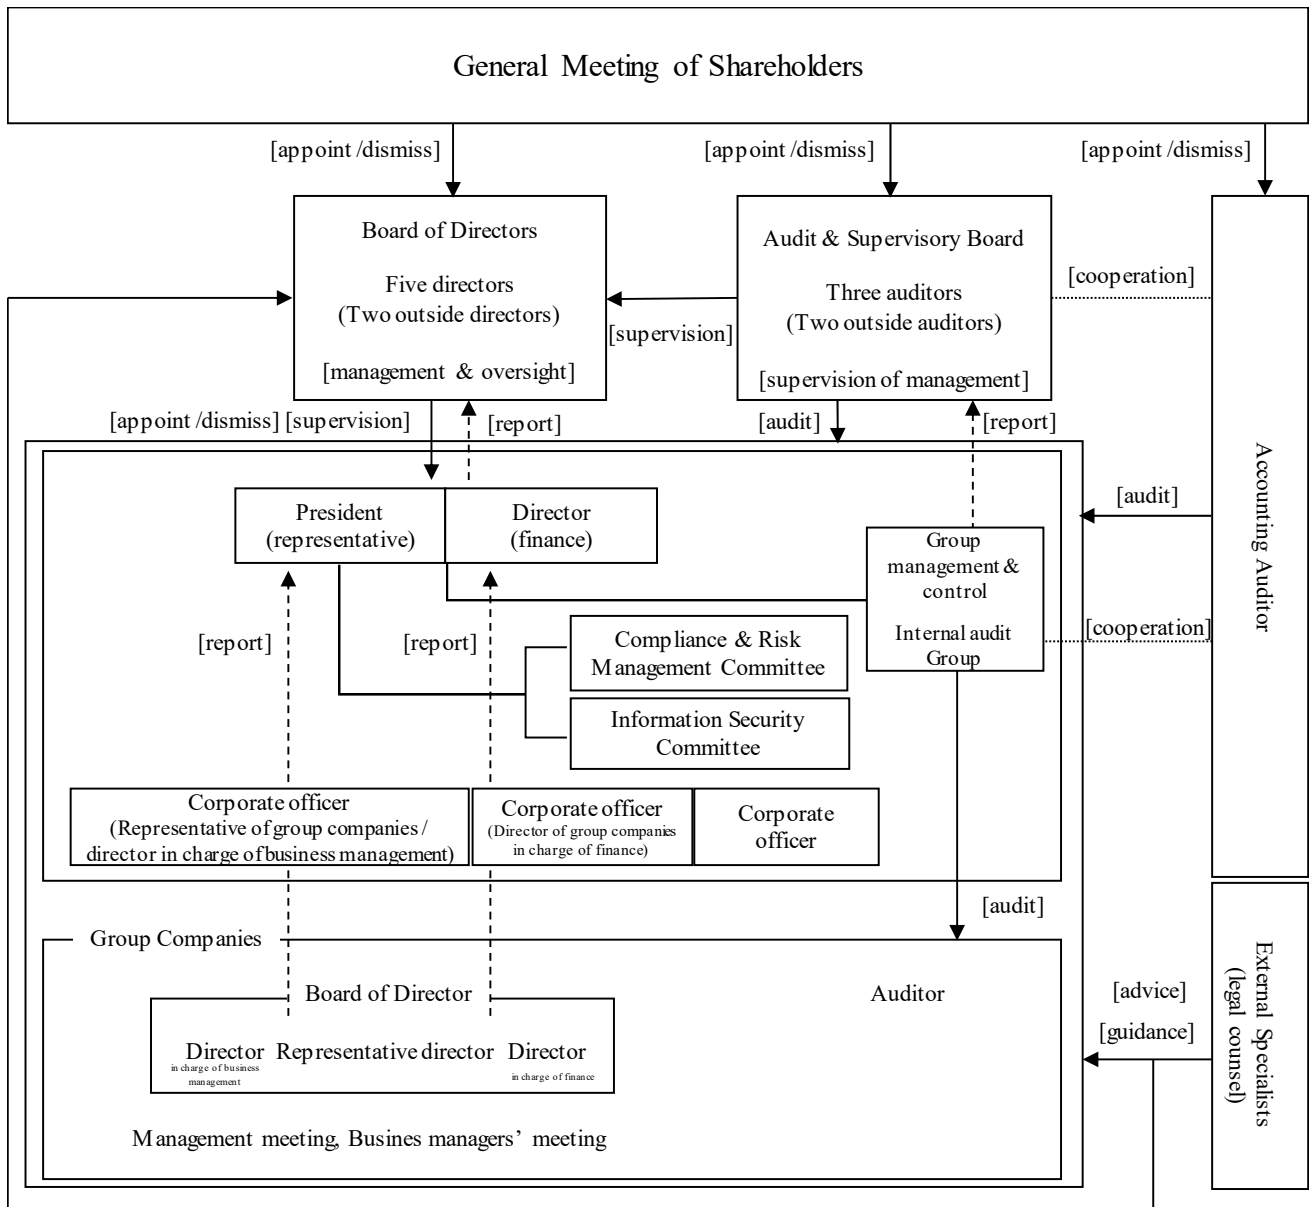 General Meeting of Shareholders
[appoint /dismiss]
[appoint /dismiss]
[appoint /dismiss]
Board of Directors
Five directors
(Two outside directors)
[management & oversight]
Audit & Supervisory Board
Three auditors
(Two outside auditors)
[supervision of management]
[cooperation]
[supervision]
[appoint /dismiss] [supervision]
[report]
[audit]
[report]
Accounting Auditor
[audit]
President
(representative)
Director
(finance)
Group
management &
control
Internal audit
Group
[cooperation]
[report]
[report]
Compliance & Risk
Management Committee
Information Security
Committee
Corporate officer
(Representative of group companies /
director in charge of business management)
Corporate officer
(Director of group companies
in charge of finance)
Corporate
officer
[audit]
Group Companies
External Specialists
(legal counsel)
[advice]
[guidance]
Board of Director
Auditor
Director
in charge of business
management
Representative director
Director
in charge of finance
Management meeting, Busines managers’ meeting